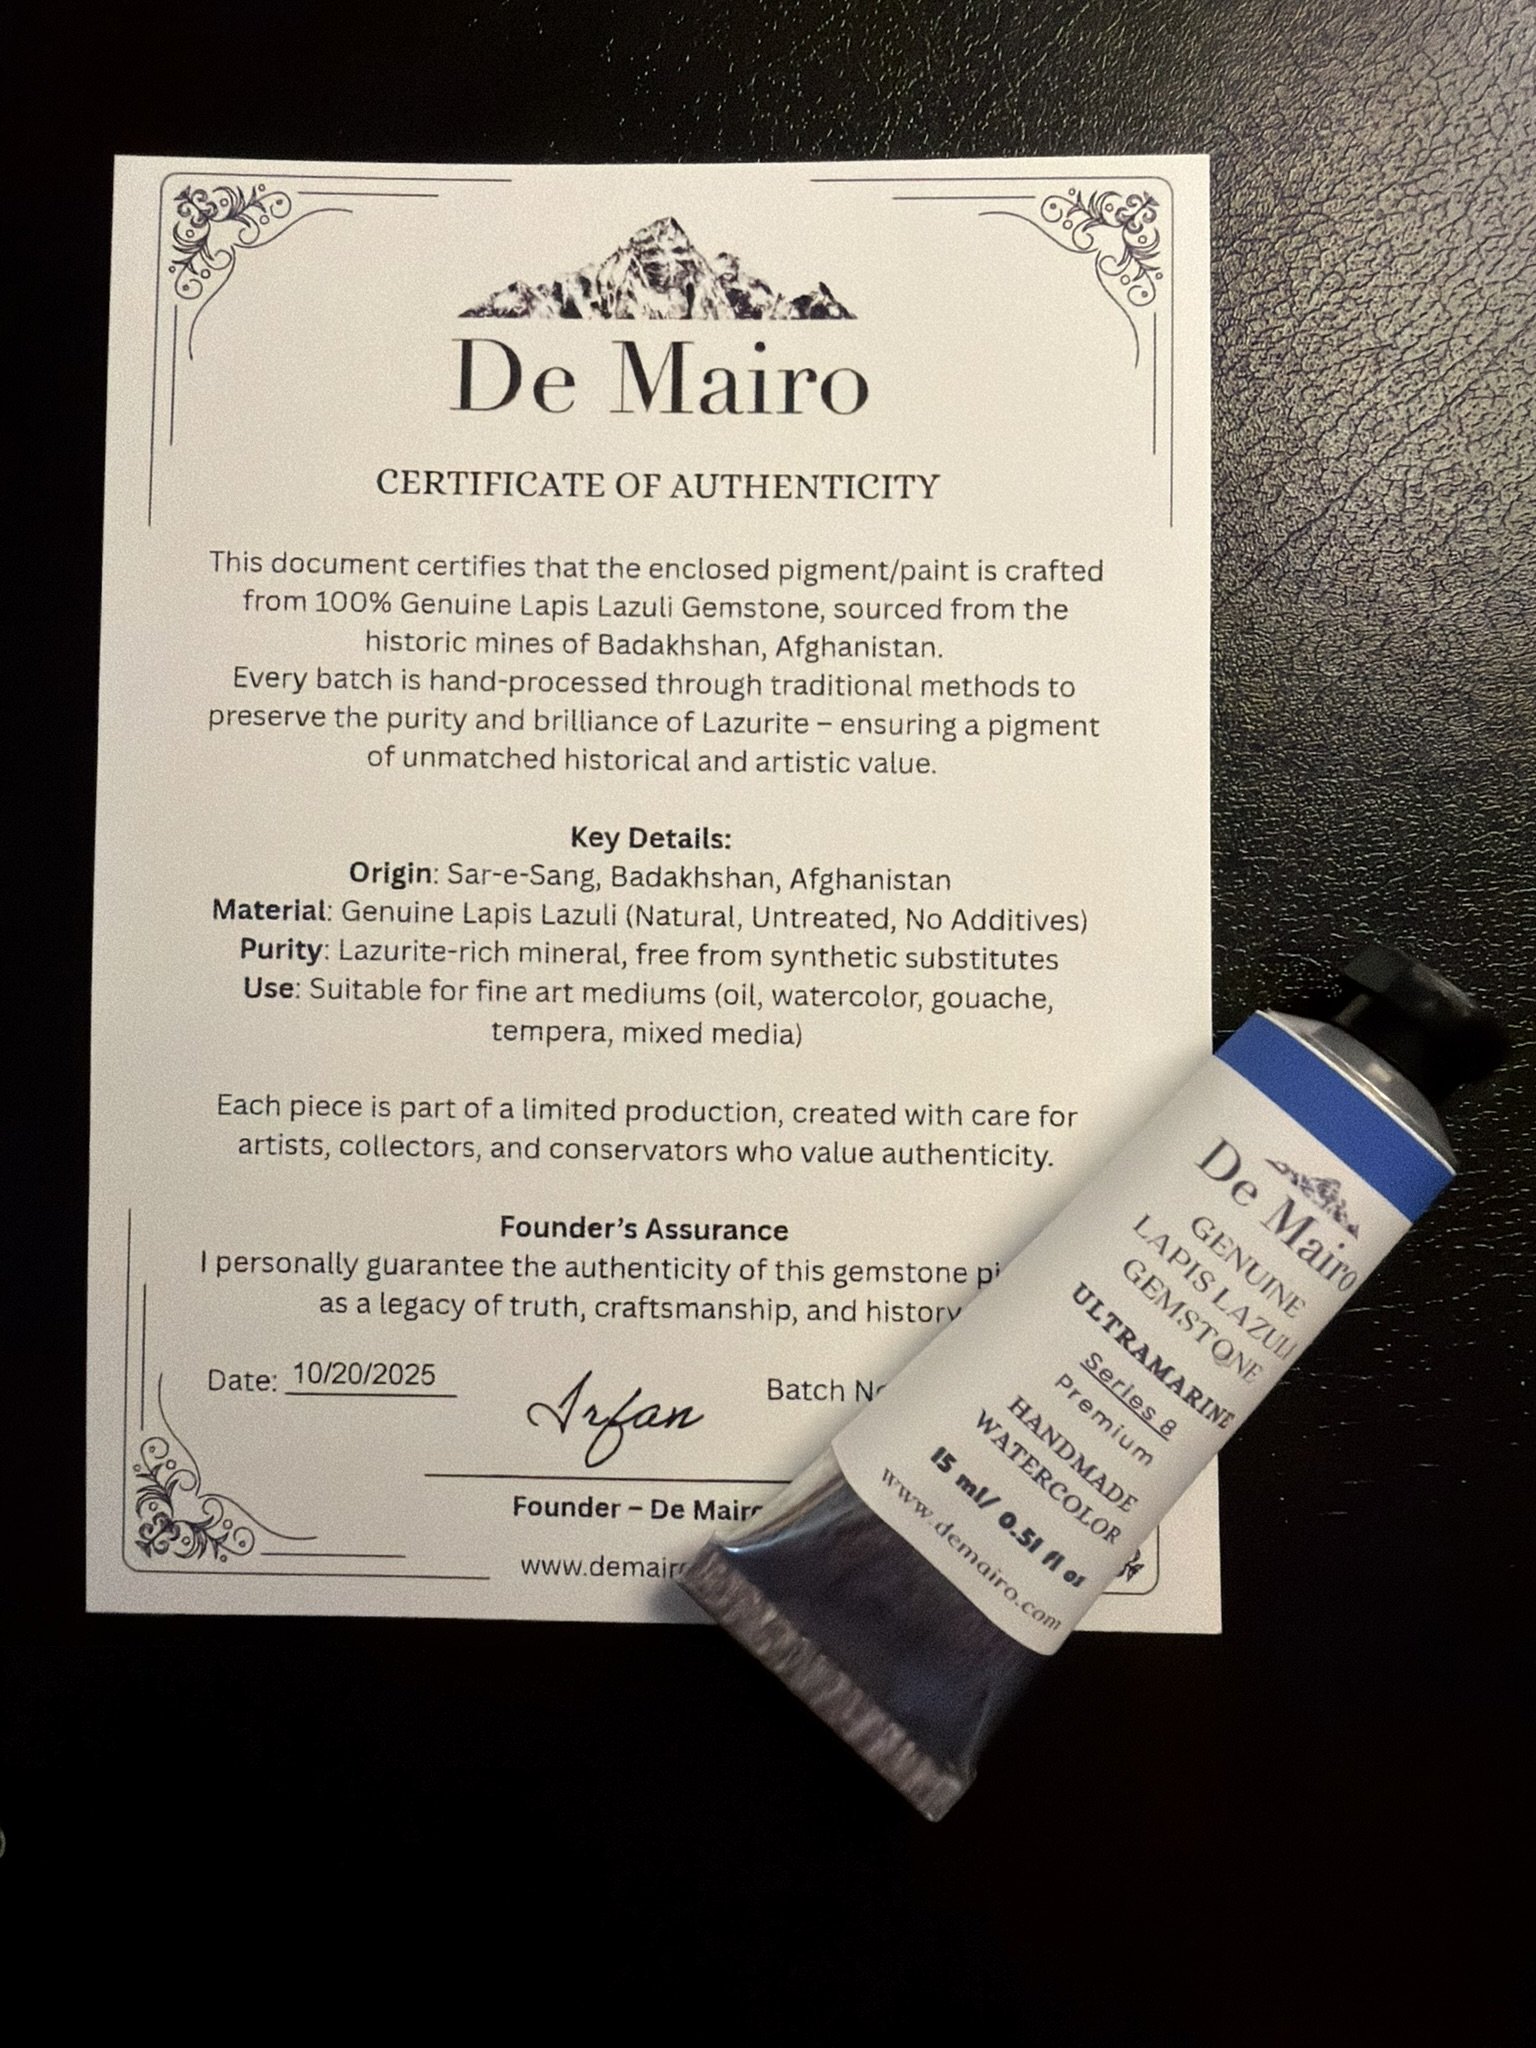 De Mairo
CERTIFICATE OF AUTHENTICITY
This document certifies that the enclosed pigment/paint is crafted
from 100% Genuine Lapis Lazuli Gemstone, sourced from the
historic mines of Badakhshan, Afghanistan.
Every batch is hand-processed through traditional methods to
preserve the purity and brilliance of Lazurite – ensuring a pigment
of unmatched historical and artistic value.
Key Details:
Origin: Sar-e-Sang, Badakhshan, Afghanistan
Material: Genuine Lapis Lazuli (Natural, Untreated, No Additives)
Purity: Lazurite-rich mineral, free from synthetic substitutes
Use: Suitable for fine art mediums (oil, watercolor, gouache,
tempera, mixed media)
Each piece is part of a limited production, created with care for
artists, collectors, and conservators who value authenticity.
Founder's Assurance
I personally guarantee the authenticity of this gemstone
as a legacy of truth, craftsmanship, and history
Date: 10/20/2025
Irfan
Batch
Founder – De
De Mairo
GENUINE
LAPIS LAZULI
GEMSTONE
ULTRAMARINE
Series 8
Premium
HANDMADE
WATERCOLOR
15 ml/ 0.51 fl oz
www.demairo.com